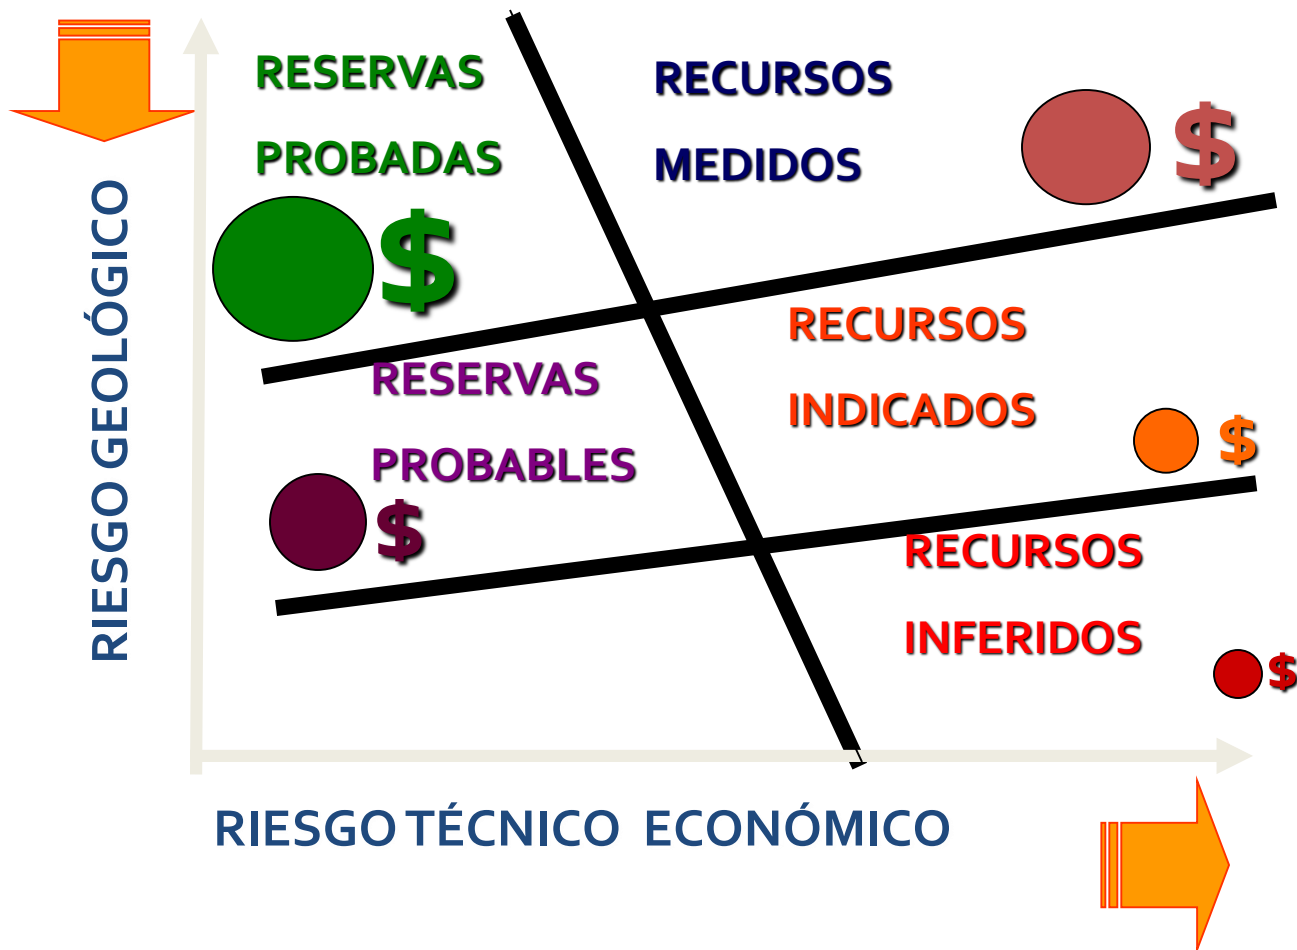 RESERVAS
PROBADAS
$
RECURSOS
MEDIDOS
$
RESERVAS
PROBABLES
$
RECURSOS
INDICADOS
$
RECURSOS
INFERIDOS
$
RIESGO GEOLÓGICO
RIESGO TÉCNICO ECONÓMICO